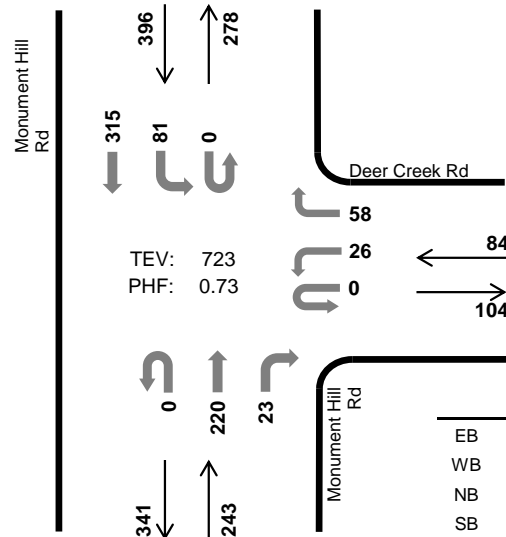 396
278
Monument Hill
Rd
315
81
0
Deer Creek Rd
58
TEV: 723
26
84
PHF: 0.73
0
104
0
220
23
Monument Hill
Rd
EB
WB
NB
SB
341
243